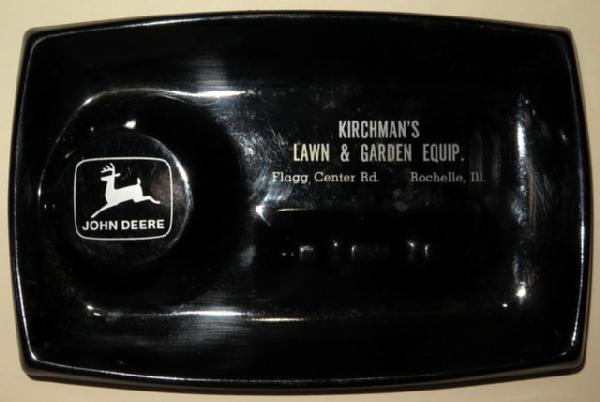 KIRCHMAN'S
LAWN & GARDEN EQUIP.
Flagg Center Rd. Rochelle, Ill.
JOHN DEERE